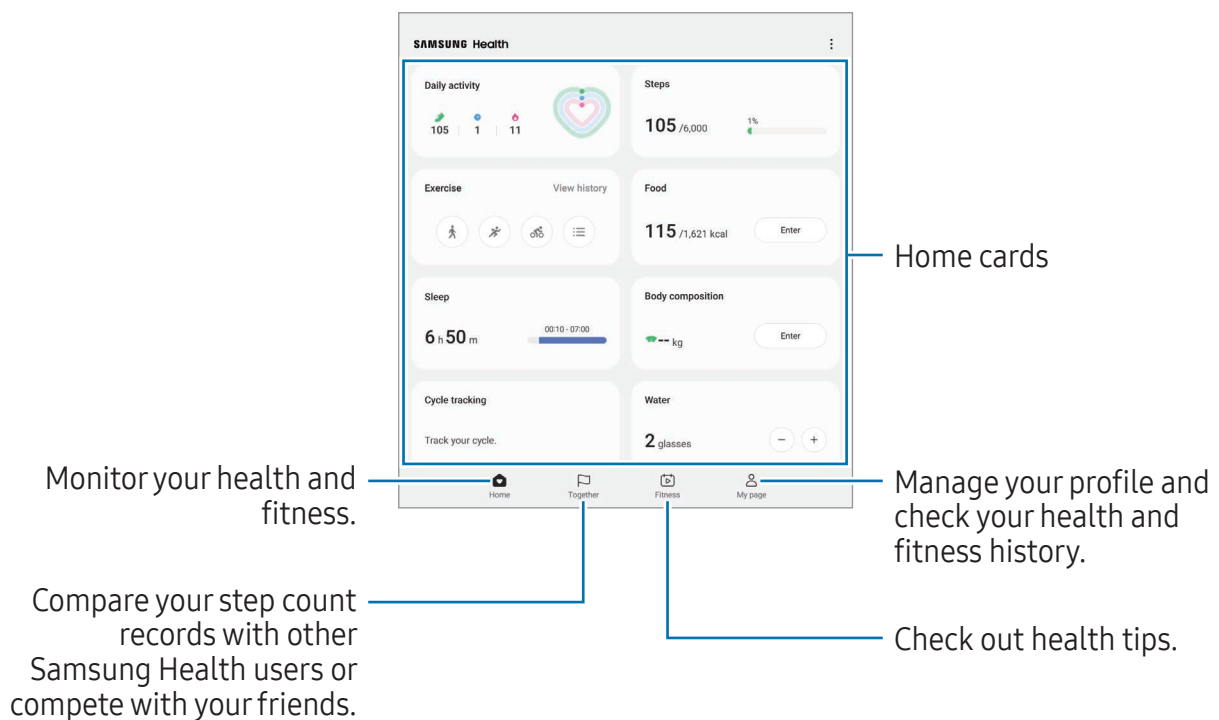 SAMSUNG Health
Daily activity
105 1 11
Steps
105 /6,000
1%
Exercise View history
Food
115 /1,621 kcal Enter
Sleep
6 h 50 m
00:10 - 07:00
Body composition
-- kg Enter
Cycle tracking
Track your cycle.
Water
2 glasses - +
Home Together Fitness My page
Home cards
Monitor your health and
fitness.
Manage your profile and
check your health and
fitness history.
Compare your step count
records with other
Samsung Health users or
compete with your friends.
Check out health tips.